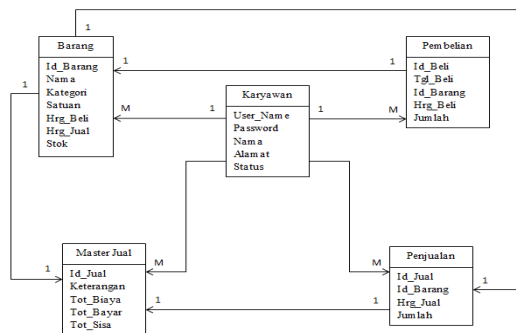 1
Barang
Id_Barang
Nama
Kategori
Satuan
Hrg_Beli
Hrg_Jual
Stok
1
1
1
Pembelian
Id_Beli
Tgl_Beli
Id_Barang
Hrg_Beli
Jumlah
M
1
Karyawan
User_Name
Password
Nama
Alamat
Status
1
M
1
MasterJual
Id_Jual
Keterangan
Tot_Biaya
Tot_Bayar
Tot_Sisa
M
1
1
M
Penjualan
Id_Jual
Id_Barang
Hrg_Jual
Jumlah
1